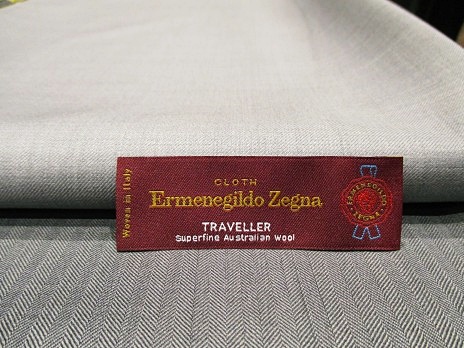 Woven in Italy
CLOTH
Ermenegildo Zegna
TRAVELLER
Superfine Australian wool
ERMENEGILDO
ZEGNA